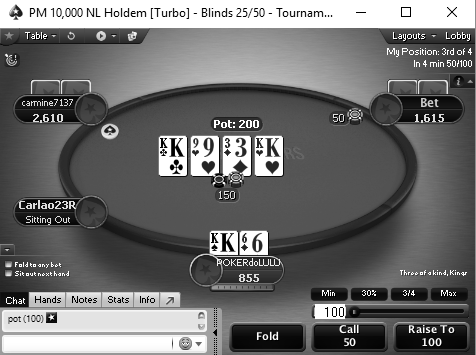 PM 10,000 NL Holdem [Turbo] - Blinds 25/50 - Tournam...
Table
Layouts
Lobby
My Position: 3rd of 4
In 4 min 50/100
carmine7137
2,610
Bet
1,615
50
Pot: 200
K K 9 9 3 3 K K
150
Carlao23R
Sitting Out
K K 6 6
POKERdoLULU
855
Fold to any bet
Sit out next hand
Three of a kind, Kings
Chat Hands Notes Stats Info
Min 30% 3/4 Max
pot (100)
100
Fold
Call
50
Raise To
100